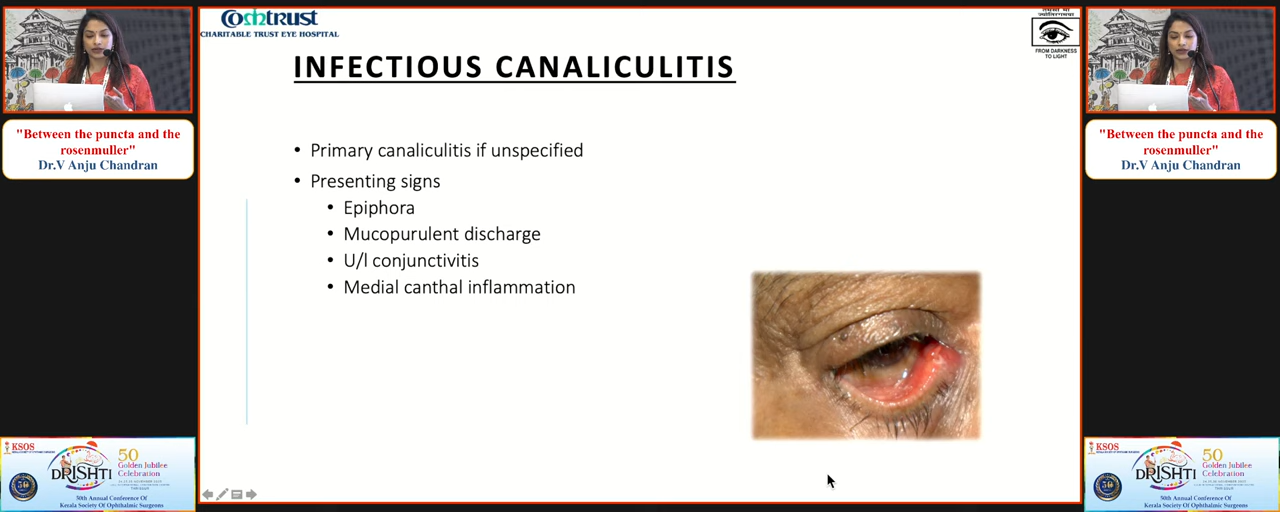 Comtrust
CHARITABLE TRUST EYE HOSPITAL
FROM DARKNESS
TO LIGHT
INFECTIOUS CANALICULITIS
• Primary canaliculitis if unspecified
• Presenting signs
• Epiphora
• Mucopurulent discharge
• U/l conjunctivitis
• Medial canthal inflammation
"Between the puncta and the
rosenmuller"
Dr.V Anju Chandran
"Between the puncta and the
rosenmuller"
Dr.V Anju Chandran
KSOS
DRISHTI
50
Golden Jubilee
Celebration
50th Annual Conference Of
Kerala Society Of Ophthalmic Surgeons
KSOS
DRISHTI
50
Golden Jubilee
Celebration
50th Annual Conference Of
Kerala Society Of Ophthalmic Surgeons